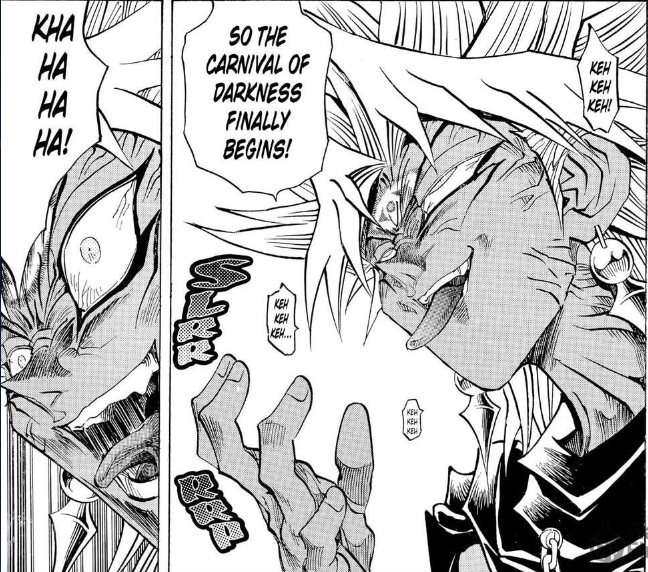 KHA
HA
HA
HA!
SO THE
CARNIVAL OF
DARKNESS
FINALLY
BEGINS!
KEH
KEH
KEH!
SLRR
KEH
KEH
KEH...
KEH
KEH
KEH
RRP